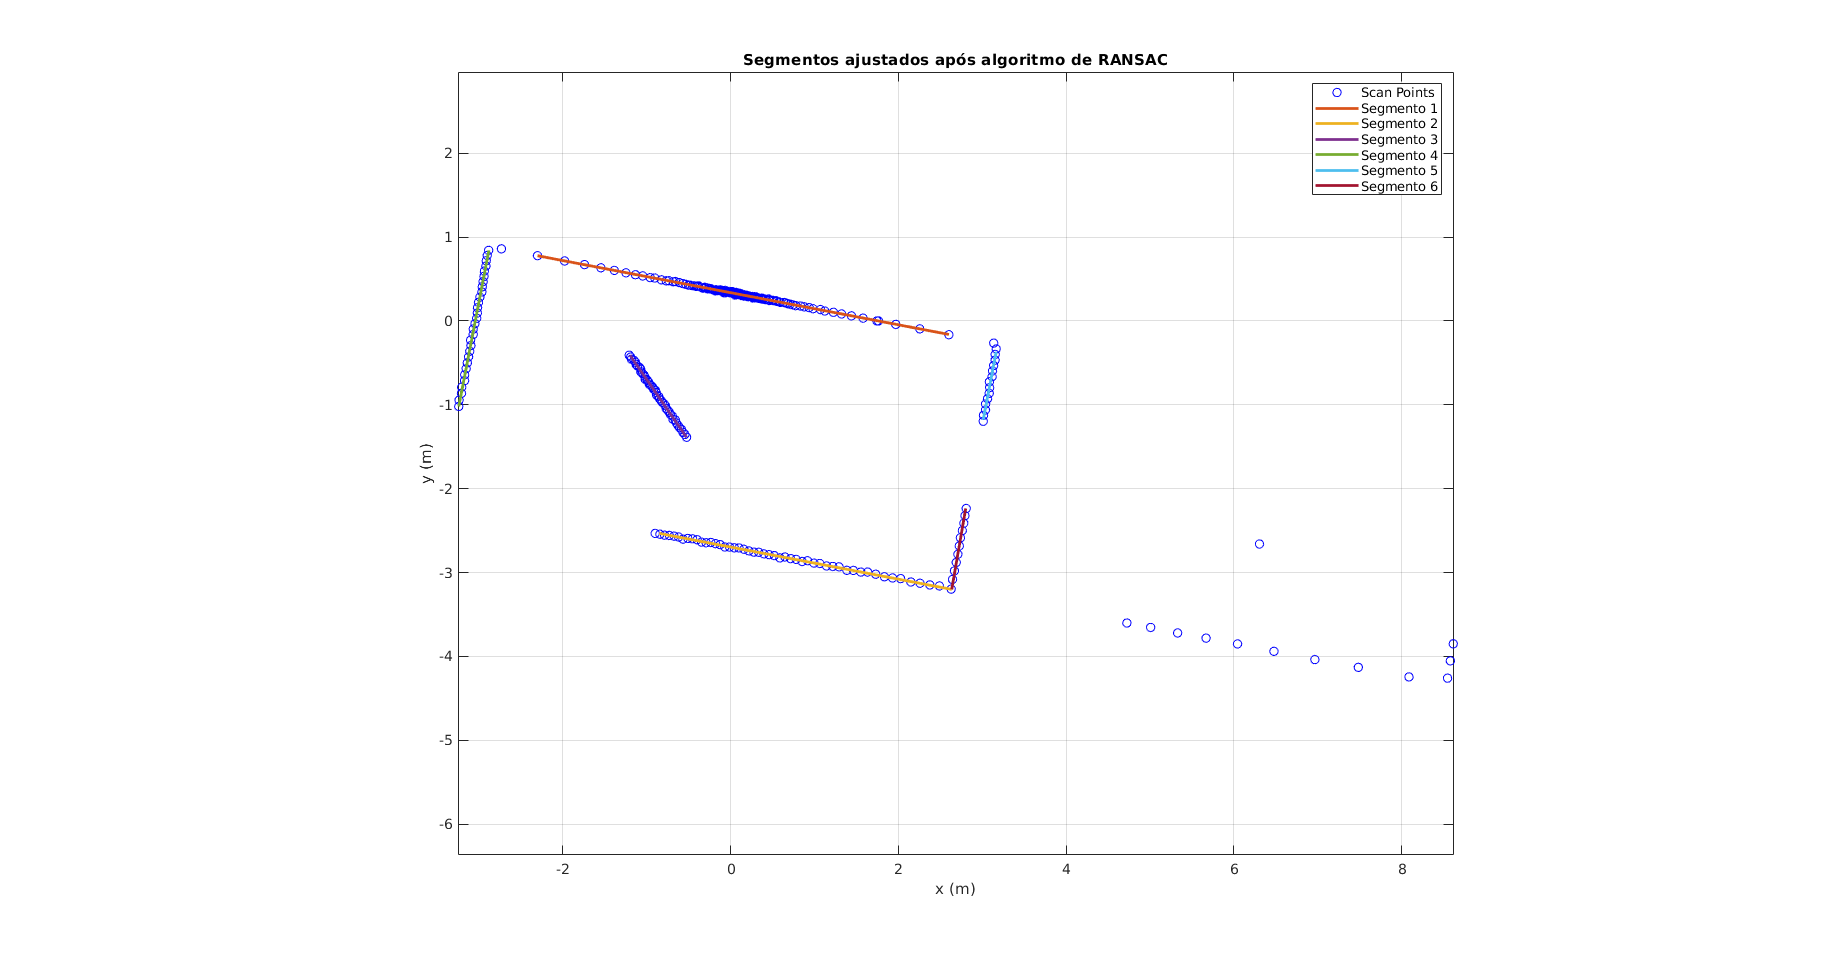 Segmentos ajustados após algoritmo de RANSAC
Scan Points
Segmento 1
Segmento 2
Segmento 3
Segmento 4
Segmento 5
Segmento 6
2
1
0
-1
-2
-3
-4
-5
-6
y (m)
-2 0 2 4 6 8
x (m)